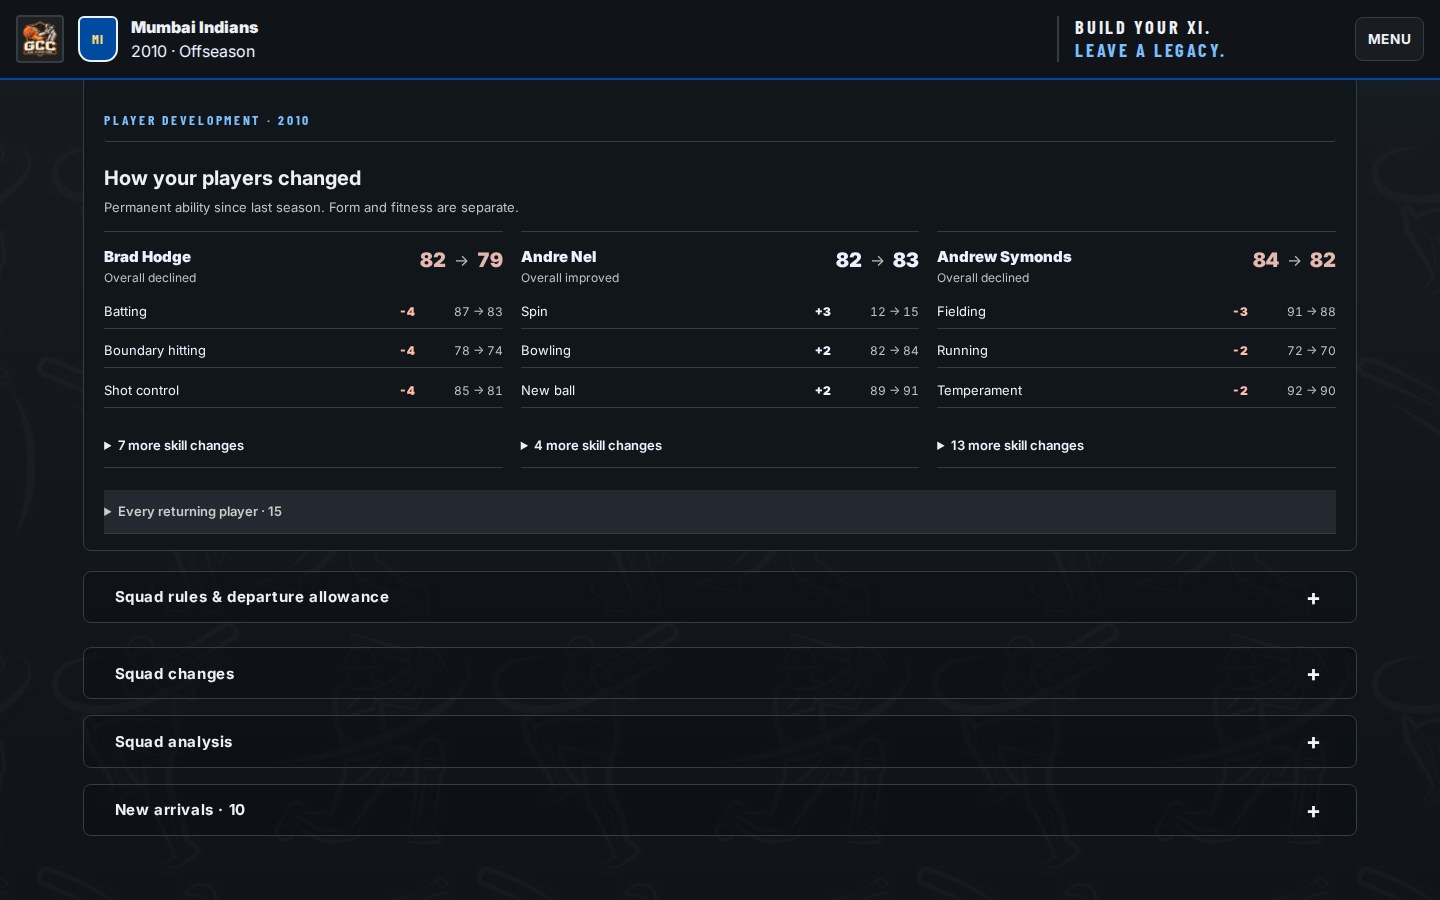 GCC
MI
Mumbai Indians
2010 · Offseason
BUILD YOUR XI.
LEAVE A LEGACY.
MENU
PLAYER DEVELOPMENT · 2010
How your players changed
Permanent ability since last season. Form and fitness are separate.
Brad Hodge
82 → 79
Overall declined
Batting -4 87 → 83
Boundary hitting -4 78 → 74
Shot control -4 85 → 81
▶ 7 more skill changes
Andre Nel
82 → 83
Overall improved
Spin +3 12 → 15
Bowling +2 82 → 84
New ball +2 89 → 91
▶ 4 more skill changes
Andrew Symonds
84 → 82
Overall declined
Fielding -3 91 → 88
Running -2 72 → 70
Temperament -2 92 → 90
▶ 13 more skill changes
▶ Every returning player · 15
Squad rules & departure allowance +
Squad changes +
Squad analysis +
New arrivals · 10 +